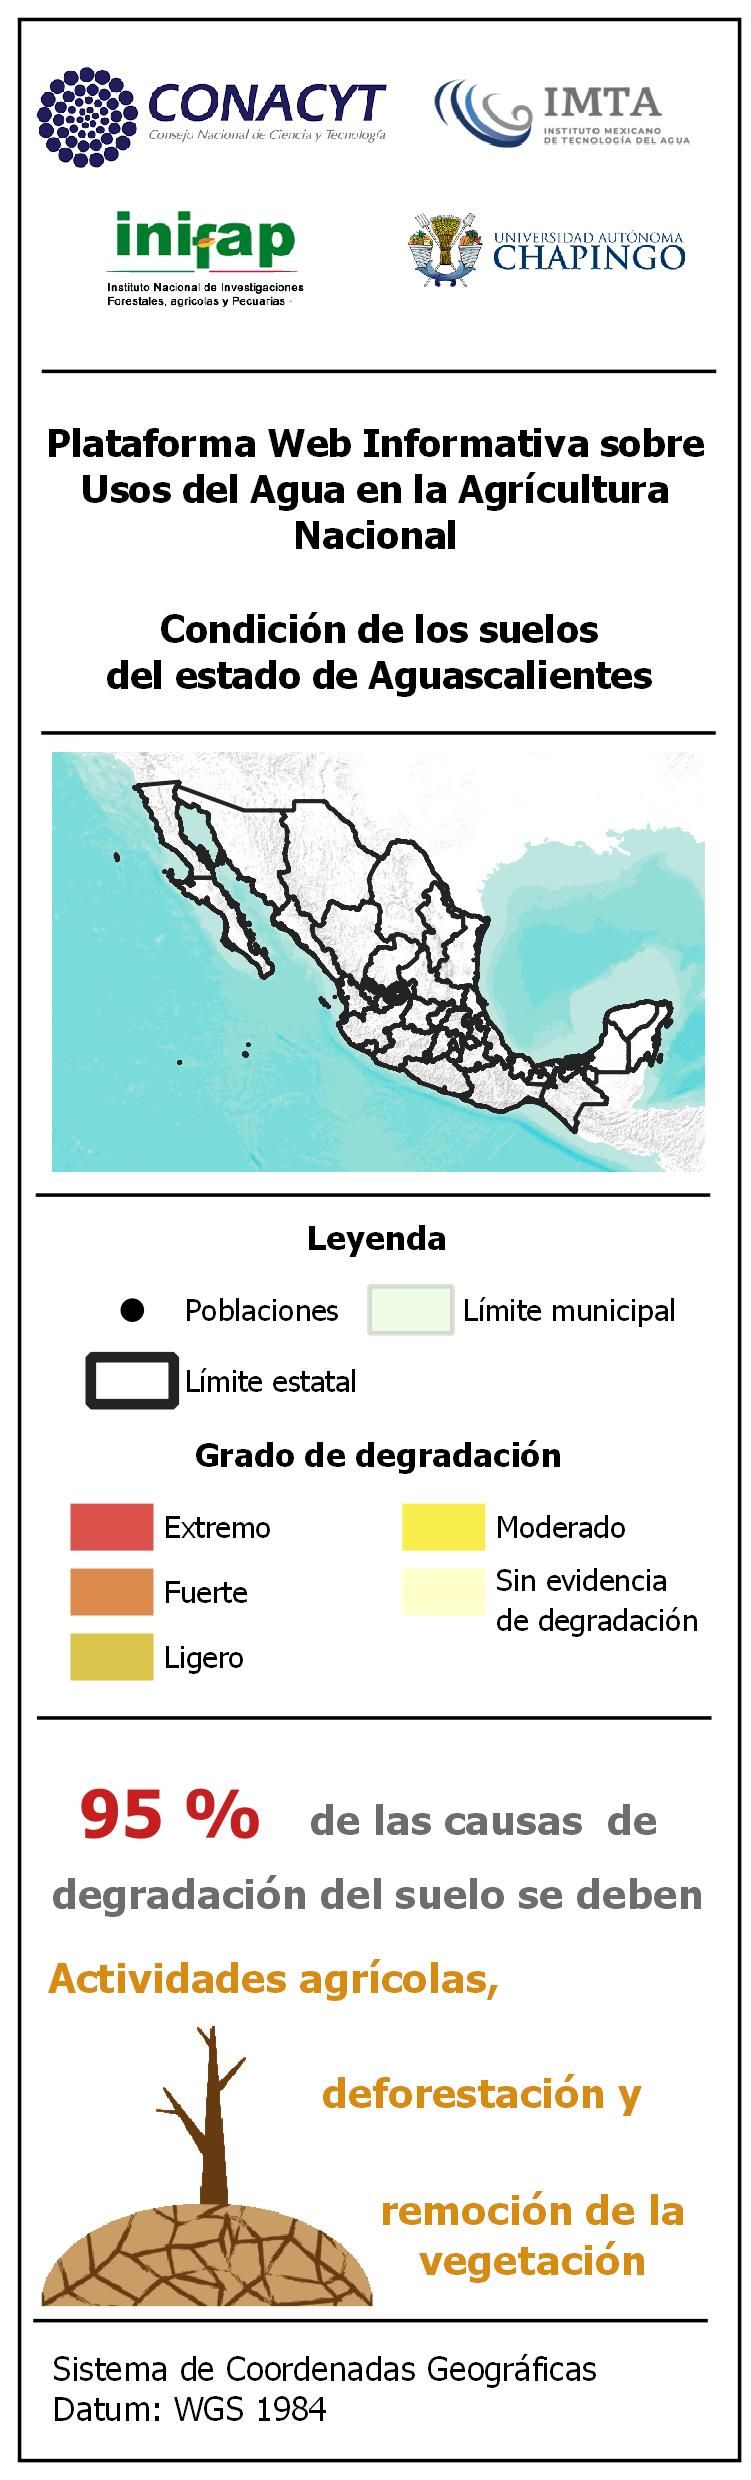 CONACYT
Consejo Nacional de Ciencia y Tecnología
IMTA
INSTITUTO MEXICANO
DE TECNOLOGÍA DEL AGUA
inifap
Instituto Nacional de Investigaciones
Forestales, agricolas y Pecuarias
UNIVERSIDAD AUTÓNOMA
CHAPINGO
Plataforma Web Informativa sobre
Usos del Agua en la Agrícultura
Nacional
Condición de los suelos
del estado de Aguascalientes
Leyenda
Poblaciones
Límite municipal
Límite estatal
Grado de degradación
Extremo
Moderado
Fuerte
Sin evidencia
de degradación
Ligero
95 % de las causas de
degradación del suelo se deben
Actividades agrícolas,
deforestación y
remoción de la
vegetación
Sistema de Coordenadas Geográficas
Datum: WGS 1984